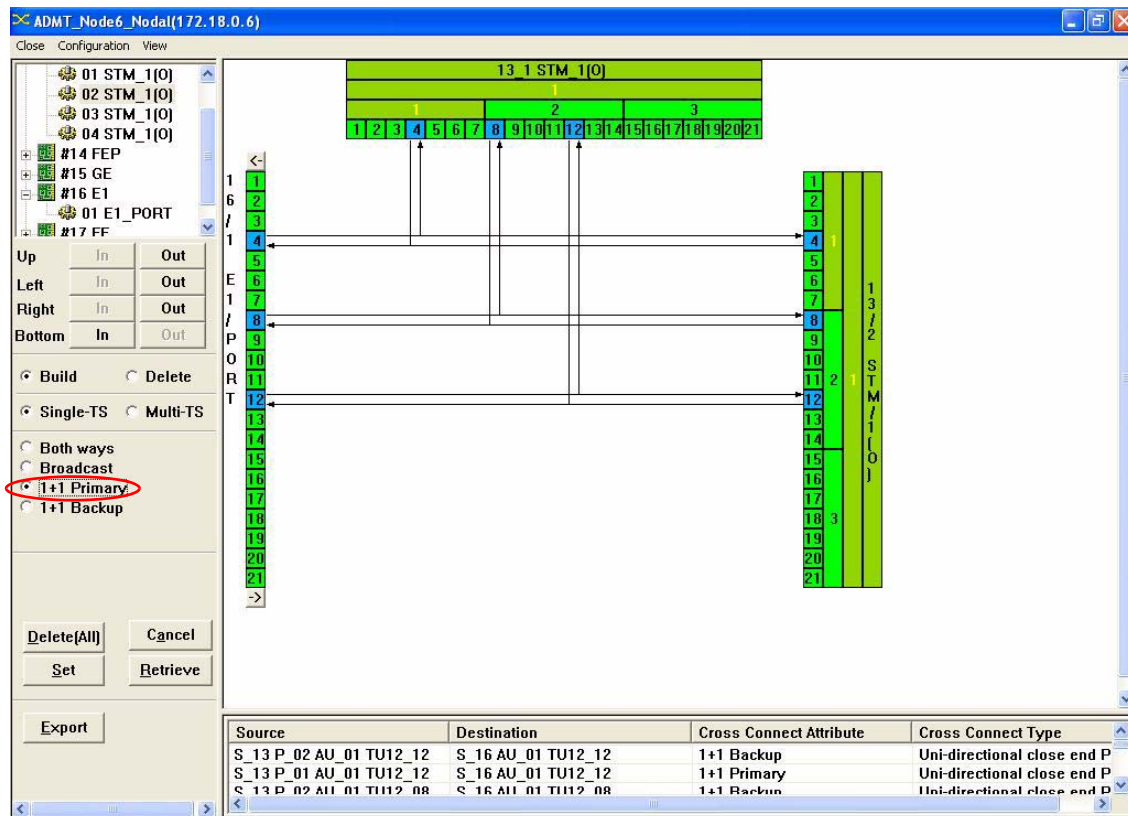 ADMT_Node6_Nodal(172.18.0.6)
Close Configuration View
01 STM_1(O)
02 STM_1(O)
03 STM_1(O)
04 STM_1(O)
#14 FEP
#15 GE
#16 E1
01 E1_PORT
#17 FE
Up In Out
Left In Out
Right In Out
Bottom In Out
Build Delete
Single-TS Multi-TS
Both ways
Broadcast
1+1 Primary
1+1 Backup
Delete(All) Cancel
Set Retrieve
Export
13_1 STM_1(O)
1
1 2 3
1 2 3 4 5 6 7 8 9 10 11 12 13 14 15 16 17 18 19 20 21
<-
16/1 E1/PORT
1
2
3
4
5
6
7
8
9
10
11
12
13
14
15
16
17
18
19
20
21
->
1
2
3
4
5
6
7
8
9
10
11
12
13
14
15
16
17
18
19
20
21
1
2
3
1
13/2 STM/1(O)
Source Destination Cross Connect Attribute Cross Connect Type
S_13 P_02 AU_01 TU12_12 S_16 AU_01 TU12_12 1+1 Backup Uni-directional close end P
S_13 P_01 AU_01 TU12_12 S_16 AU_01 TU12_12 1+1 Primary Uni-directional close end P
S_13 P_02 AU_01 TU12_08 S_16 AU_01 TU12_08 1+1 Backup Uni-directional close end P